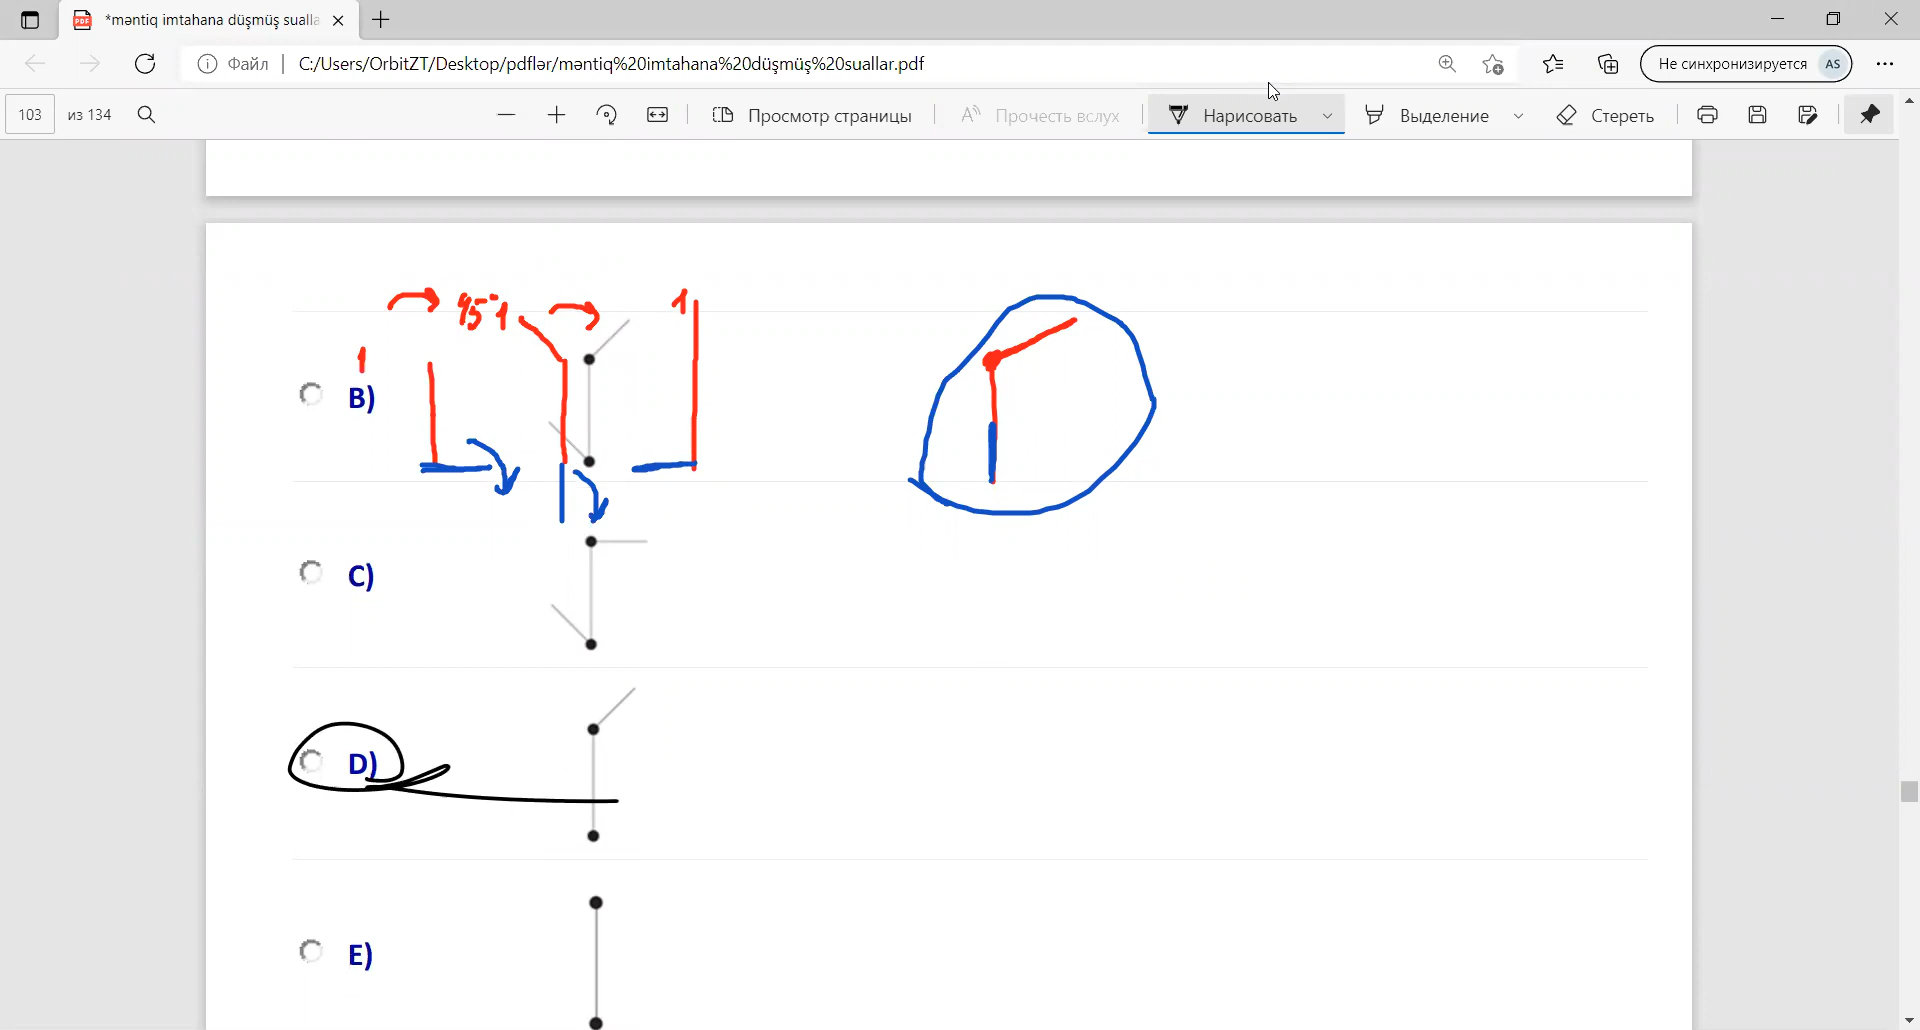 *məntiq imtahana düşmüş sualla
Файл
C:/Users/OrbitZT/Desktop/pdflər/məntiq%20imtahana%20düşmüş%20suallar.pdf
Не синхронизируется
AS
103
из 134
Просмотр страницы
Прочесть вслух
Нарисовать
Выделение
Стереть
45° 1
1
1
B)
C)
D)
E)